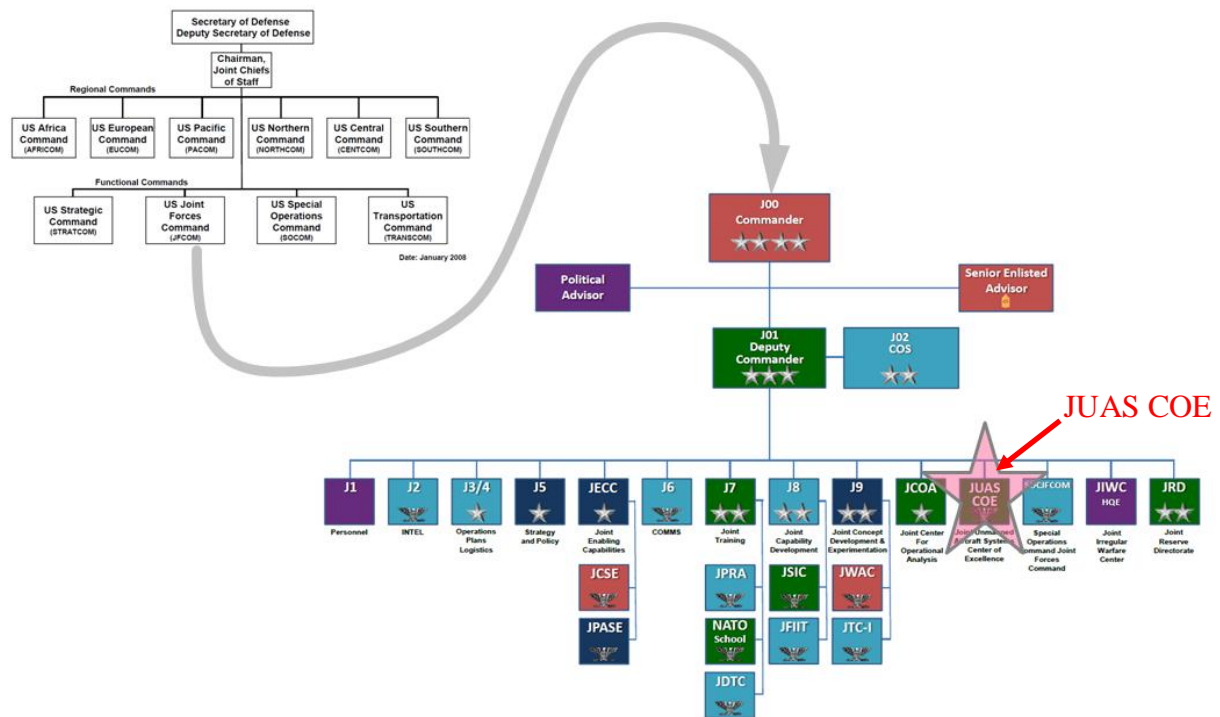 Secretary of Defense
Deputy Secretary of Defense
Chairman,
Joint Chiefs
of Staff
Regional Commands
US Africa
Command
(AFRICOM)
US European
Command
(EUCOM)
US Pacific
Command
(PACOM)
US Northern
Command
(NORTHCOM)
US Central
Command
(CENTCOM)
US Southern
Command
(SOUTHCOM)
Functional Commands
US Strategic
Command
(STRATCOM)
US Joint
Forces
Command
(JFCOM)
US Special
Operations
Command
(SOCOM)
US
Transportation
Command
(TRANSCOM)
Date: January 2008
J00
Commander
Political
Advisor
Senior Enlisted
Advisor
J01
Deputy
Commander
J02
COS
JUAS COE
J1
Personnel
J2
INTEL
J3/4
Operations
Plans
Logistics
J5
Strategy
and Policy
JECC
Joint
Enabling
Capabilities
J6
COMMS
J7
Joint
Training
J8
Joint
Capability
Development
J9
Joint Concept
Development &
Experimentation
JCOA
Joint Center
For
Operational
Analysis
JUAS
COE
Joint Unmanned
Aircraft Systems
Center of
Excellence
SOCJFCOM
Special
Operations
Command Joint
Forces
Command
JIWC
HQE
Joint
Irregular
Warfare
Center
JRD
Joint
Reserve
Directorate
JCSE
JPASE
JPRA
NATO
School
JDTC
JSIC
JFIIT
JWAC
JTC-I